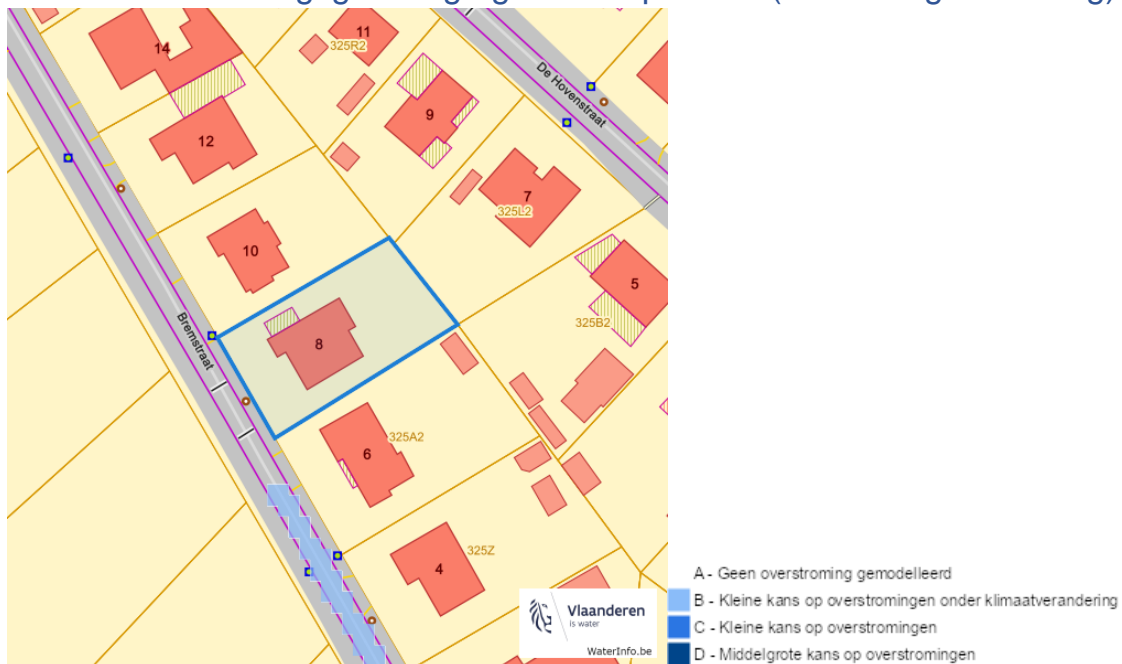 14
11
325R2
De Hovenstraat
9
12
7
325L2
10
5
325B2
Bremstraat
8
325A2
6
325Z
4
Vlaanderen
is water
WaterInfo.be
A - Geen overstroming gemodelleerd
B - Kleine kans op overstromingen onder klimaatverandering
C - Kleine kans op overstromingen
D - Middelgrote kans op overstromingen